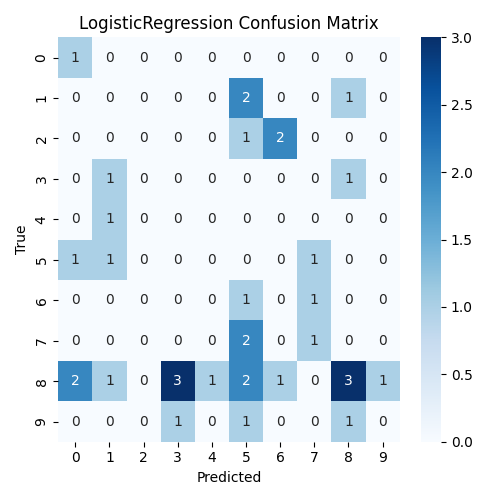 LogisticRegression Confusion Matrix
0 1 0 0 0 0 0 0 0 0 0
1 0 0 0 0 0 2 0 0 1 0
2 0 0 0 0 0 1 2 0 0 0
3 0 1 0 0 0 0 0 0 1 0
4 0 1 0 0 0 0 0 0 0 0
5 1 1 0 0 0 0 0 1 0 0
6 0 0 0 0 0 1 0 1 0 0
7 0 0 0 0 0 2 0 1 0 0
8 2 1 0 3 1 2 1 0 3 1
9 0 0 0 1 0 1 0 0 1 0
0 1 2 3 4 5 6 7 8 9
True
Predicted
3.0
2.5
2.0
1.5
1.0
0.5
0.0